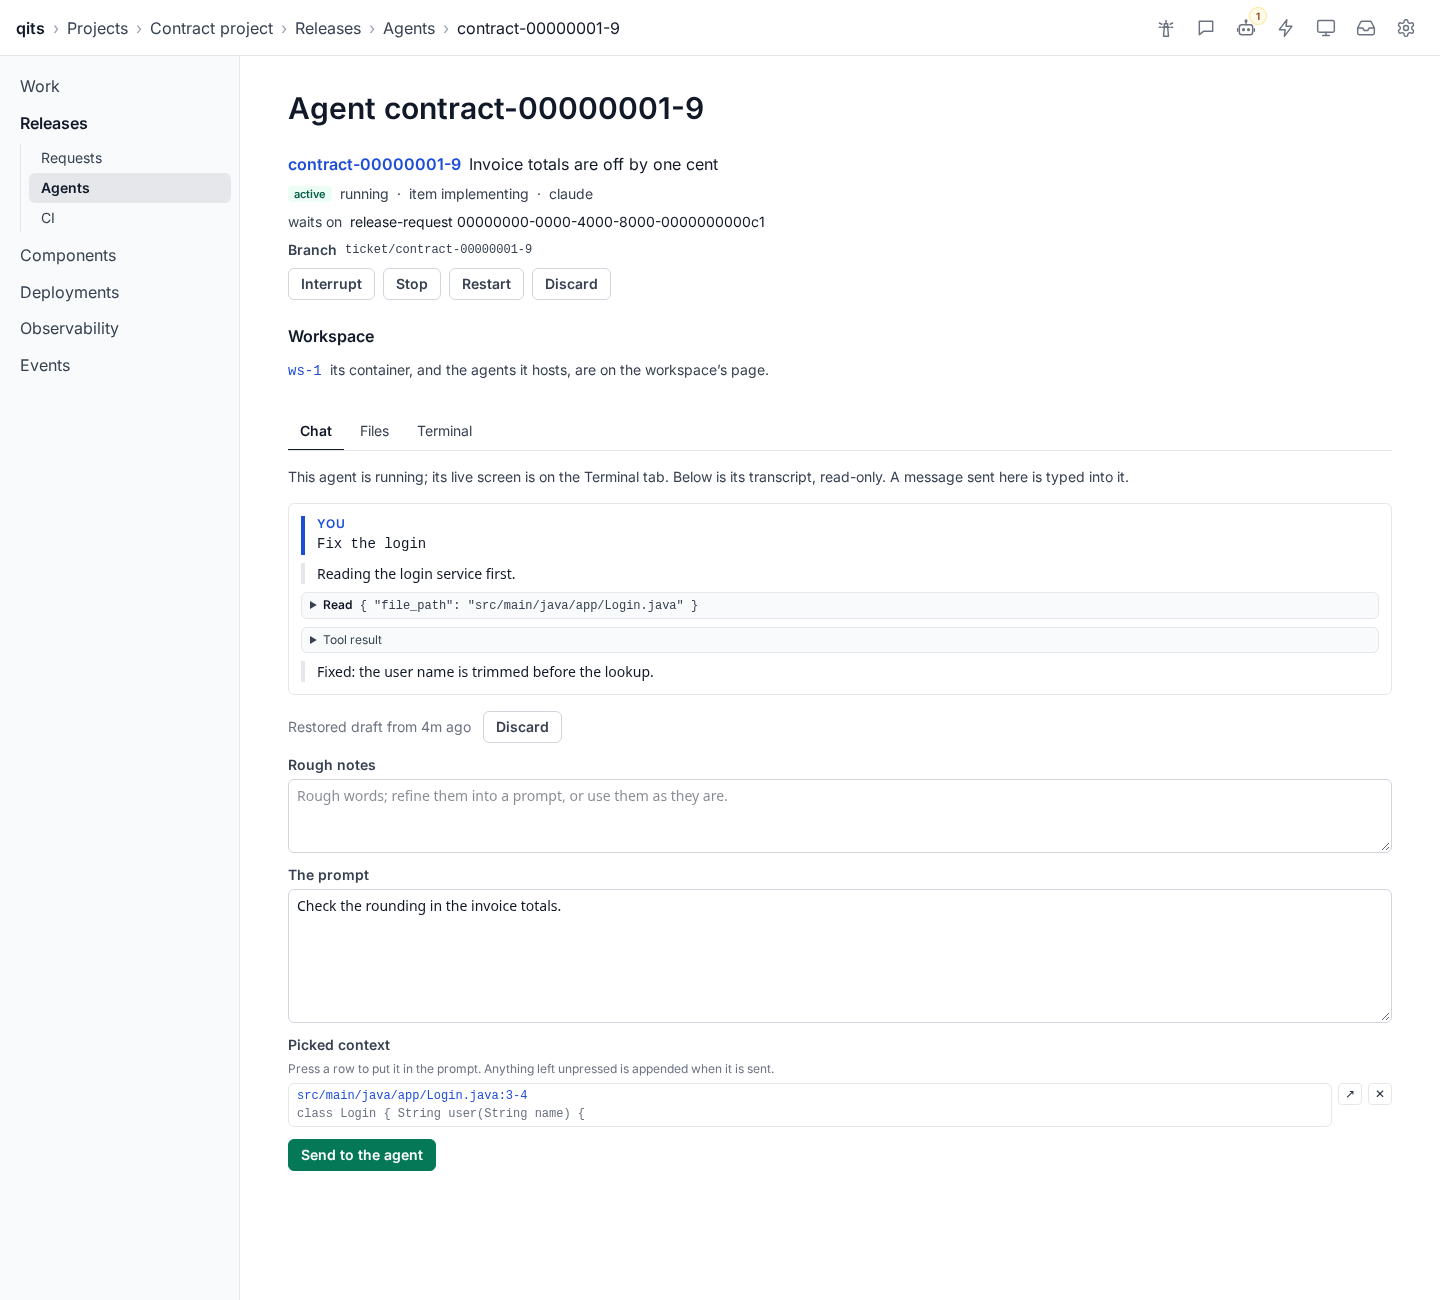 qits › Projects › Contract project › Releases › Agents › contract-00000001-9
1
Work
Releases
Requests
Agents
CI
Components
Deployments
Observability
Events
Agent contract-00000001-9
contract-00000001-9 Invoice totals are off by one cent
active running · item implementing · claude
waits on release-request 00000000-0000-4000-8000-0000000000c1
Branch ticket/contract-00000001-9
Interrupt Stop Restart Discard
Workspace
ws-1 its container, and the agents it hosts, are on the workspace’s page.
Chat Files Terminal
This agent is running; its live screen is on the Terminal tab. Below is its transcript, read-only. A message sent here is typed into it.
YOU
Fix the login
Reading the login service first.
Read { "file_path": "src/main/java/app/Login.java" }
Tool result
Fixed: the user name is trimmed before the lookup.
Restored draft from 4m ago Discard
Rough notes
Rough words; refine them into a prompt, or use them as they are.
The prompt
Check the rounding in the invoice totals.
Picked context
Press a row to put it in the prompt. Anything left unpressed is appended when it is sent.
src/main/java/app/Login.java:3-4
class Login { String user(String name) {
Send to the agent